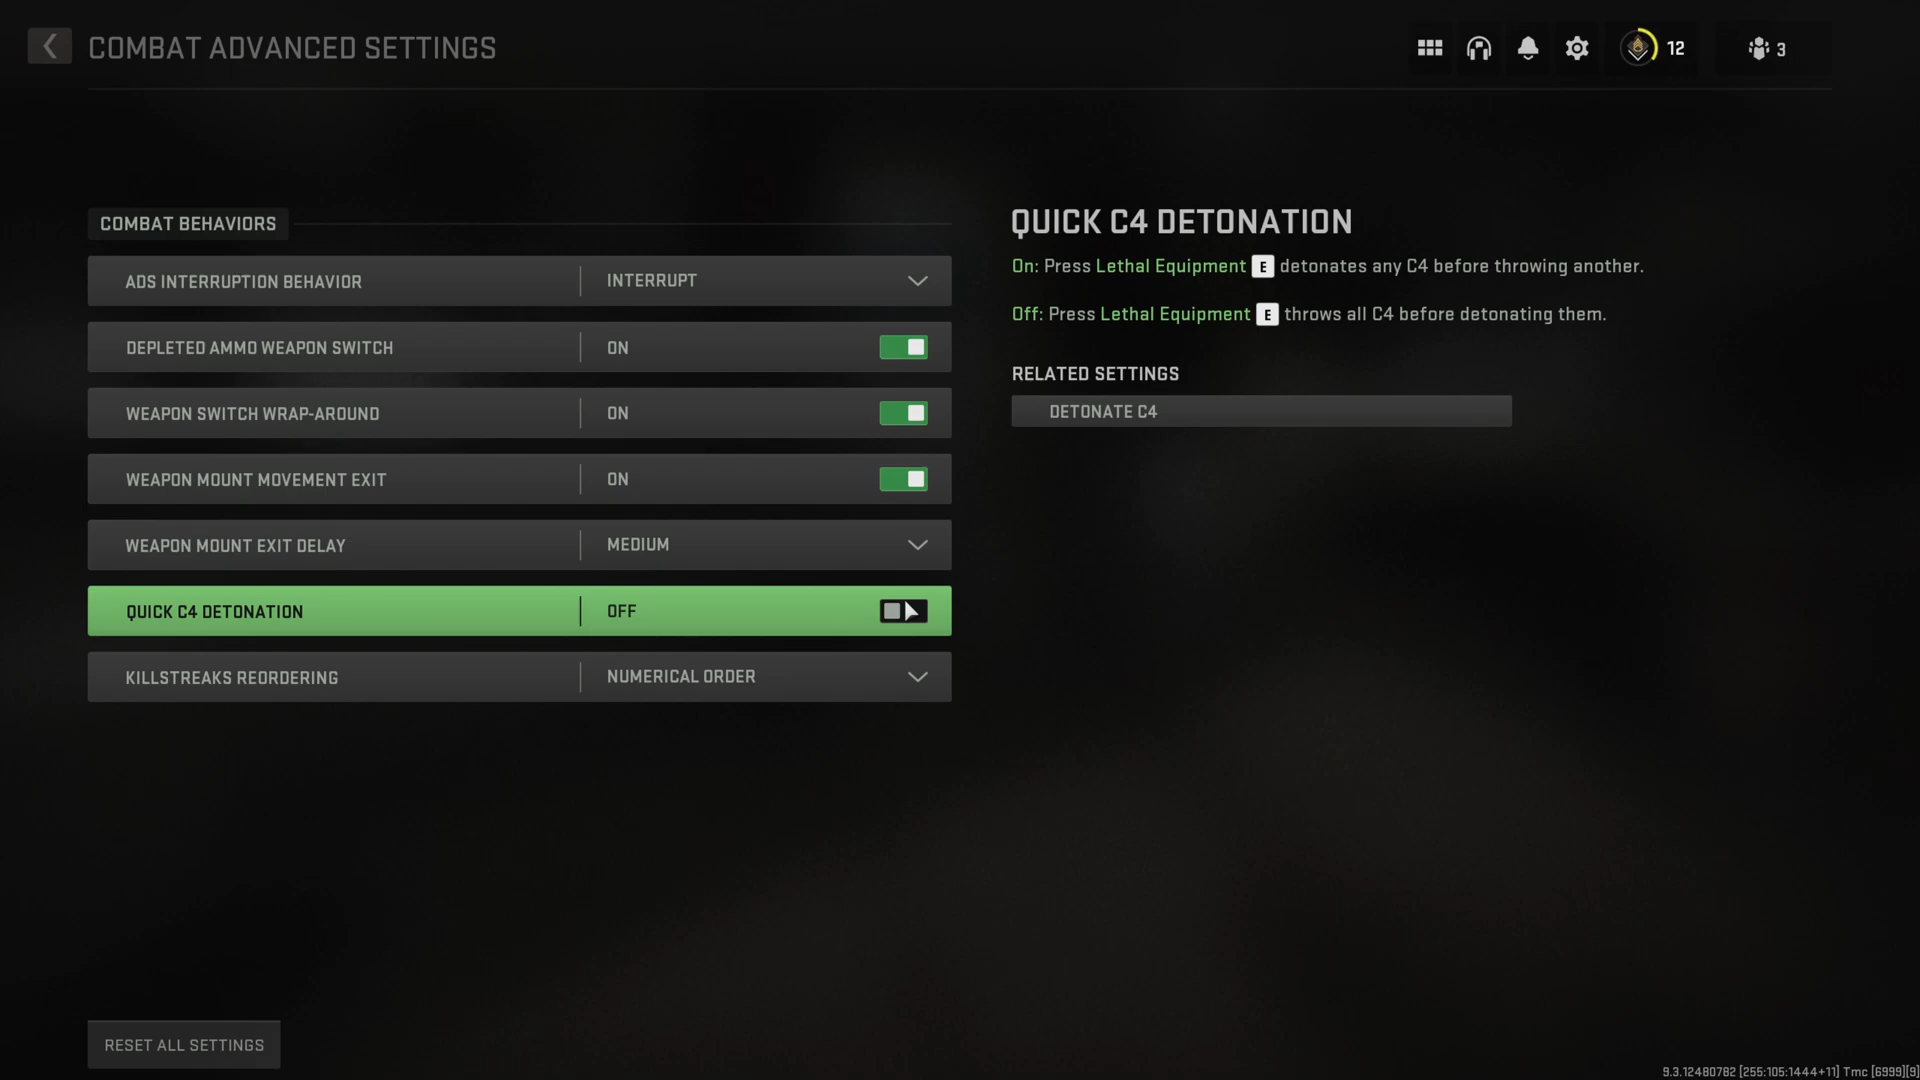 COMBAT ADVANCED SETTINGS
12
3
COMBAT BEHAVIORS
ADS INTERRUPTION BEHAVIOR INTERRUPT
DEPLETED AMMO WEAPON SWITCH ON
WEAPON SWITCH WRAP-AROUND ON
WEAPON MOUNT MOVEMENT EXIT ON
WEAPON MOUNT EXIT DELAY MEDIUM
QUICK C4 DETONATION OFF
KILLSTREAKS REORDERING NUMERICAL ORDER
QUICK C4 DETONATION
On: Press Lethal Equipment E detonates any C4 before throwing another.
Off: Press Lethal Equipment E throws all C4 before detonating them.
RELATED SETTINGS
DETONATE C4
RESET ALL SETTINGS
9.3.12480782 [255:105:1444+11] Tmc [6999][9]